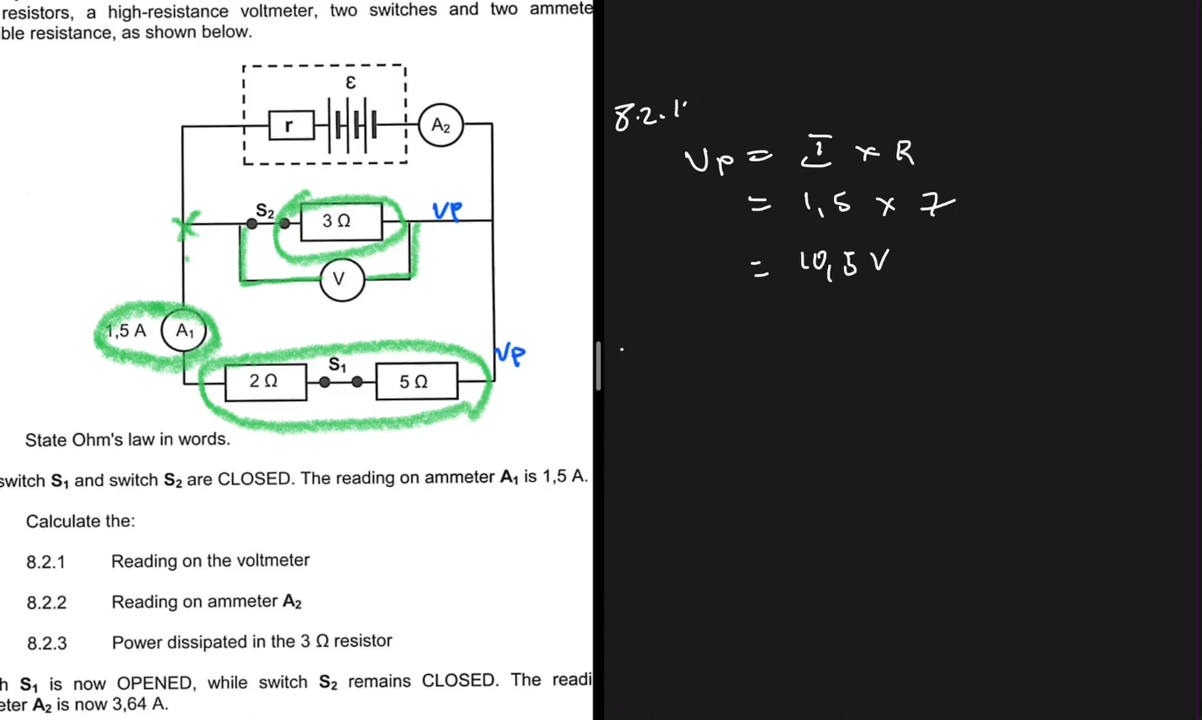 resistors, a high-resistance voltmeter, two switches and two amme
ble resistance, as shown below.
ε
r
A2
S2
3 Ω
Vp
V
1,5 A
A1
Vp
S1
2 Ω
5 Ω
State Ohm's law in words.
switch S1 and switch S2 are CLOSED. The reading on ammeter A1 is 1,5 A.
Calculate the:
8.2.1 Reading on the voltmeter
8.2.2 Reading on ammeter A2
8.2.3 Power dissipated in the 3 Ω resistor
h S1 is now OPENED, while switch S2 remains CLOSED. The readi
eter A2 is now 3,64 A.
8.2.1
Vp = I x R
= 1,5 x 7
= 10,5 V